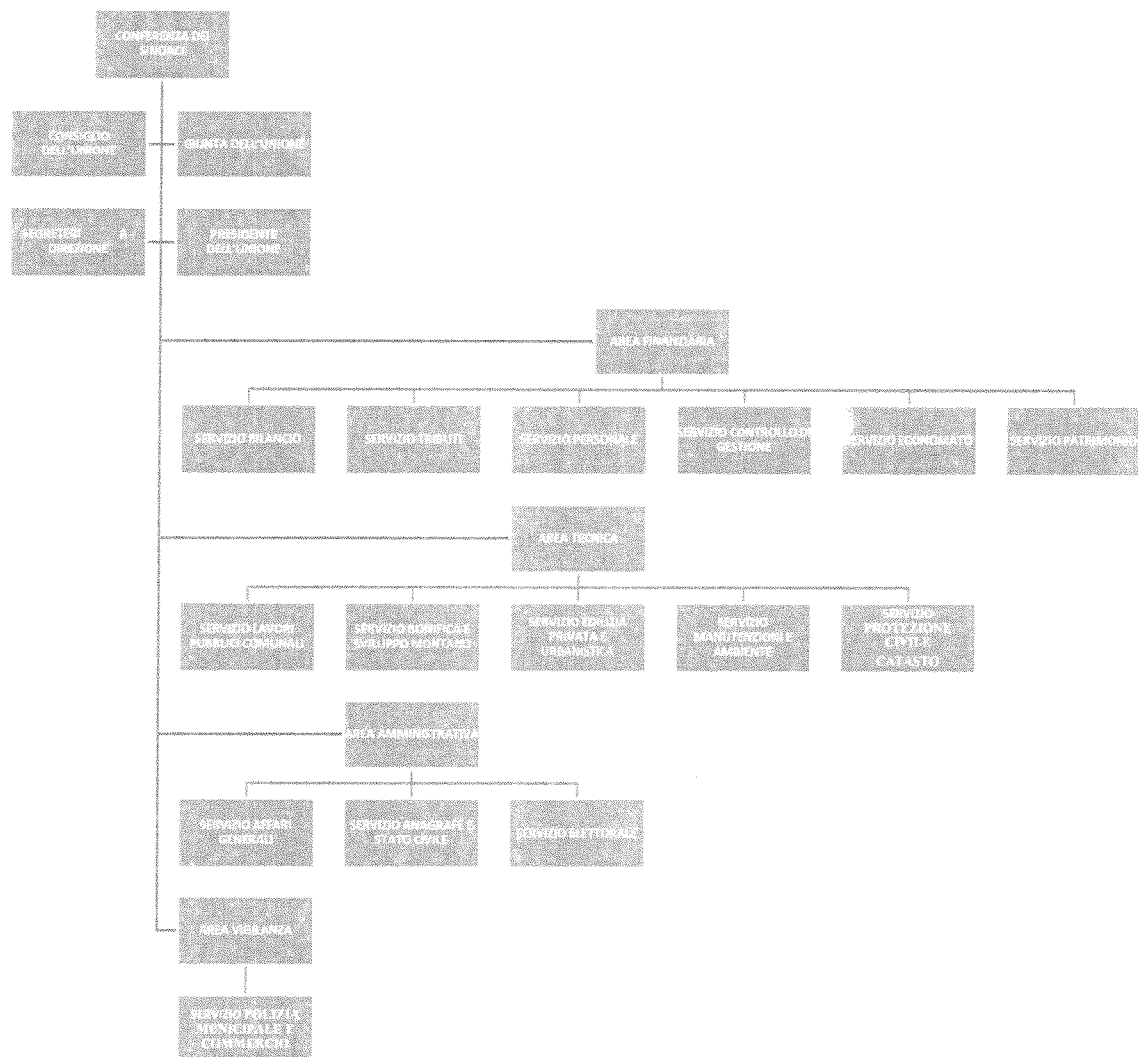 CONFERENZA DEI
SINDACI
CONSIGLIO
DELL'UNIONE
GIUNTA DELL'UNIONE
DIREZIONE
PRESIDENTE
DELL'UNIONE
AREA FINANZIARIA
SERVIZIO BILANCIO
SERVIZIO TRIBUTI
SERVIZIO PERSONALE
SERVIZIO CONTROLLO DI
GESTIONE
SERVIZIO ECONOMATO
SERVIZIO PATRIMONIO
AREA TECNICA
SERVIZIO LAVORI
PUBBLICI COMUNALI
SERVIZIO BONIFICA E
SVILUPPO MONTANO
SERVIZIO EDILIZIA
PRIVATA E
URBANISTICA
SERVIZIO
MANUTENZIONI E
AMBIENTE
SERVIZIO
PROTEZIONE
CIVILE
CATASTO
AREA AMMINISTRATIVA
SERVIZIO AFFARI
GENERALI
SERVIZIO ANAGRAFE E
STATO CIVILE
SERVIZIO ELETTORALE
AREA VIGILANZA
SERVIZIO POLIZIA
MUNICIPALE E
COMMERCIO